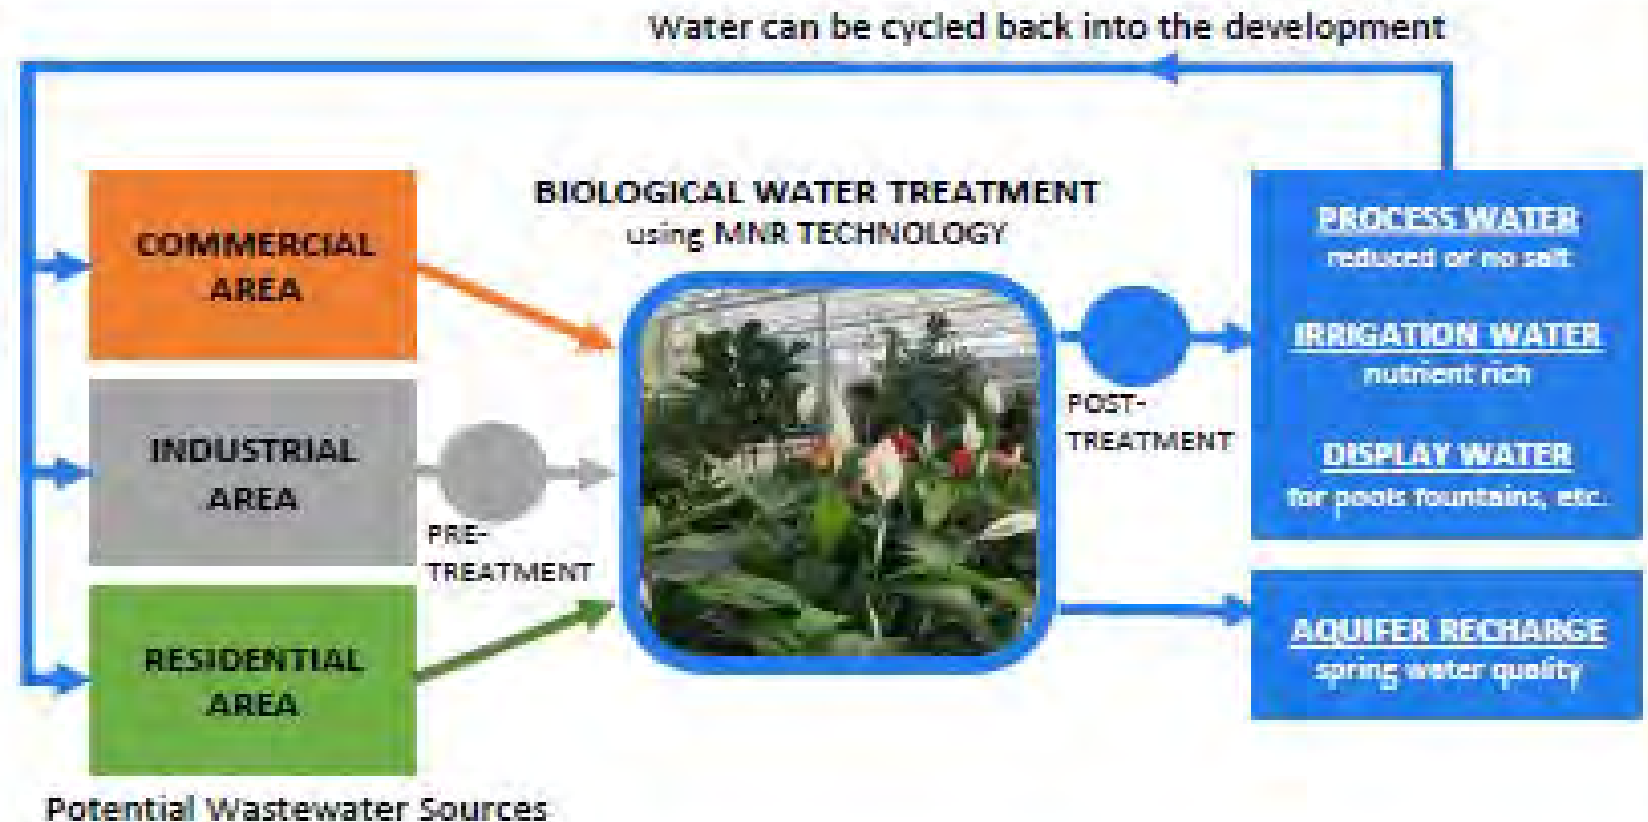 Water can be cycled back into the development
BIOLOGICAL WATER TREATMENT
using MNR TECHNOLOGY
COMMERCIAL
AREA
INDUSTRIAL
AREA
PRE-
TREATMENT
RESIDENTIAL
AREA
Potential Wastewater Sources
POST-
TREATMENT
PROCESS WATER
reduced or no salt
IRRIGATION WATER
nutrient rich
DISPLAY WATER
for pools fountains, etc.
AQUIFER RECHARGE
spring water quality